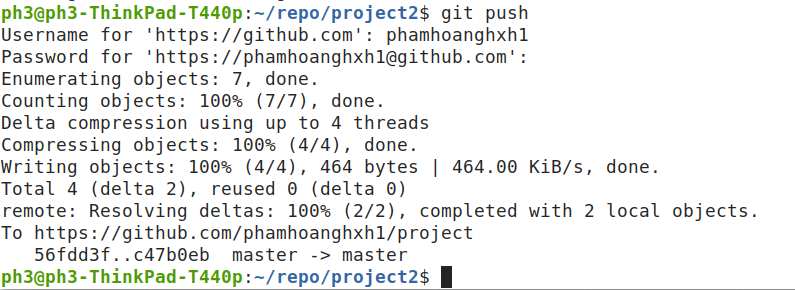 ph3@ph3-ThinkPad-T440p:~/repo/project2$ git push
Username for 'https://github.com': phamhoanghxh1
Password for 'https://phamhoanghxh1@github.com':
Enumerating objects: 7, done.
Counting objects: 100% (7/7), done.
Delta compression using up to 4 threads
Compressing objects: 100% (4/4), done.
Writing objects: 100% (4/4), 464 bytes | 464.00 KiB/s, done.
Total 4 (delta 2), reused 0 (delta 0)
remote: Resolving deltas: 100% (2/2), completed with 2 local objects.
To https://github.com/phamhoanghxh1/project
   56fdd3f..c47b0eb  master -> master
ph3@ph3-ThinkPad-T440p:~/repo/project2$